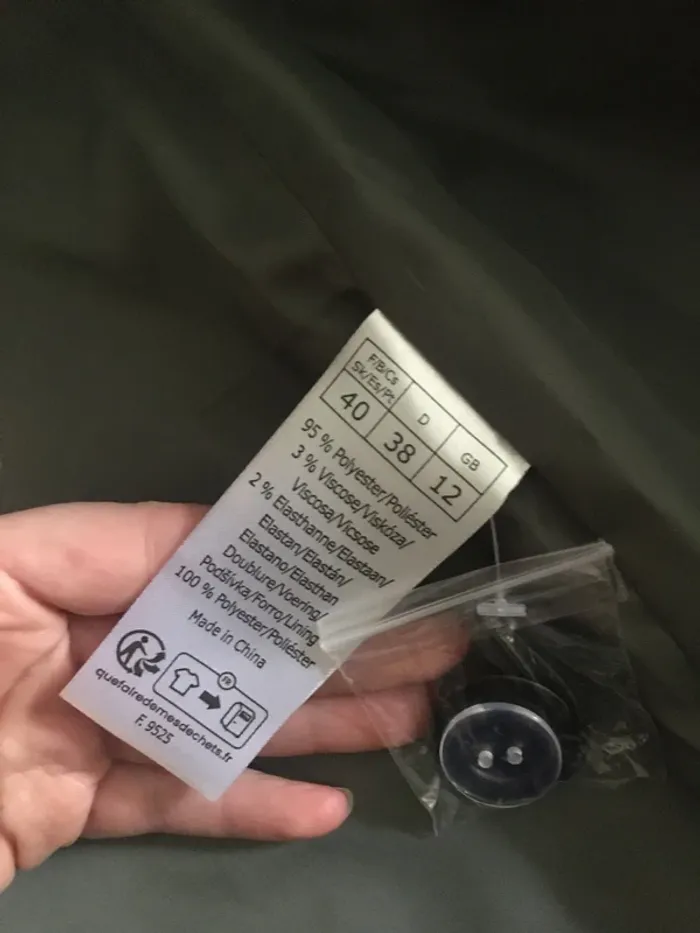 F/B/Cs
Sk/Es/Pt
D
GB
40
38
12
95 % Polyester/Poliéster
3 % Viscose/Viskóza/
Viscosa/Vicsose
2 % Elasthanne/Elastaan/
Elastan/Elastán/
Elastano/Elasthan
Doublure/Voering/
Podšívka/Forro/Lining
100 % Polyester/Poliéster
Made in China
FR
quefairedemesdechets.fr
F. 9525